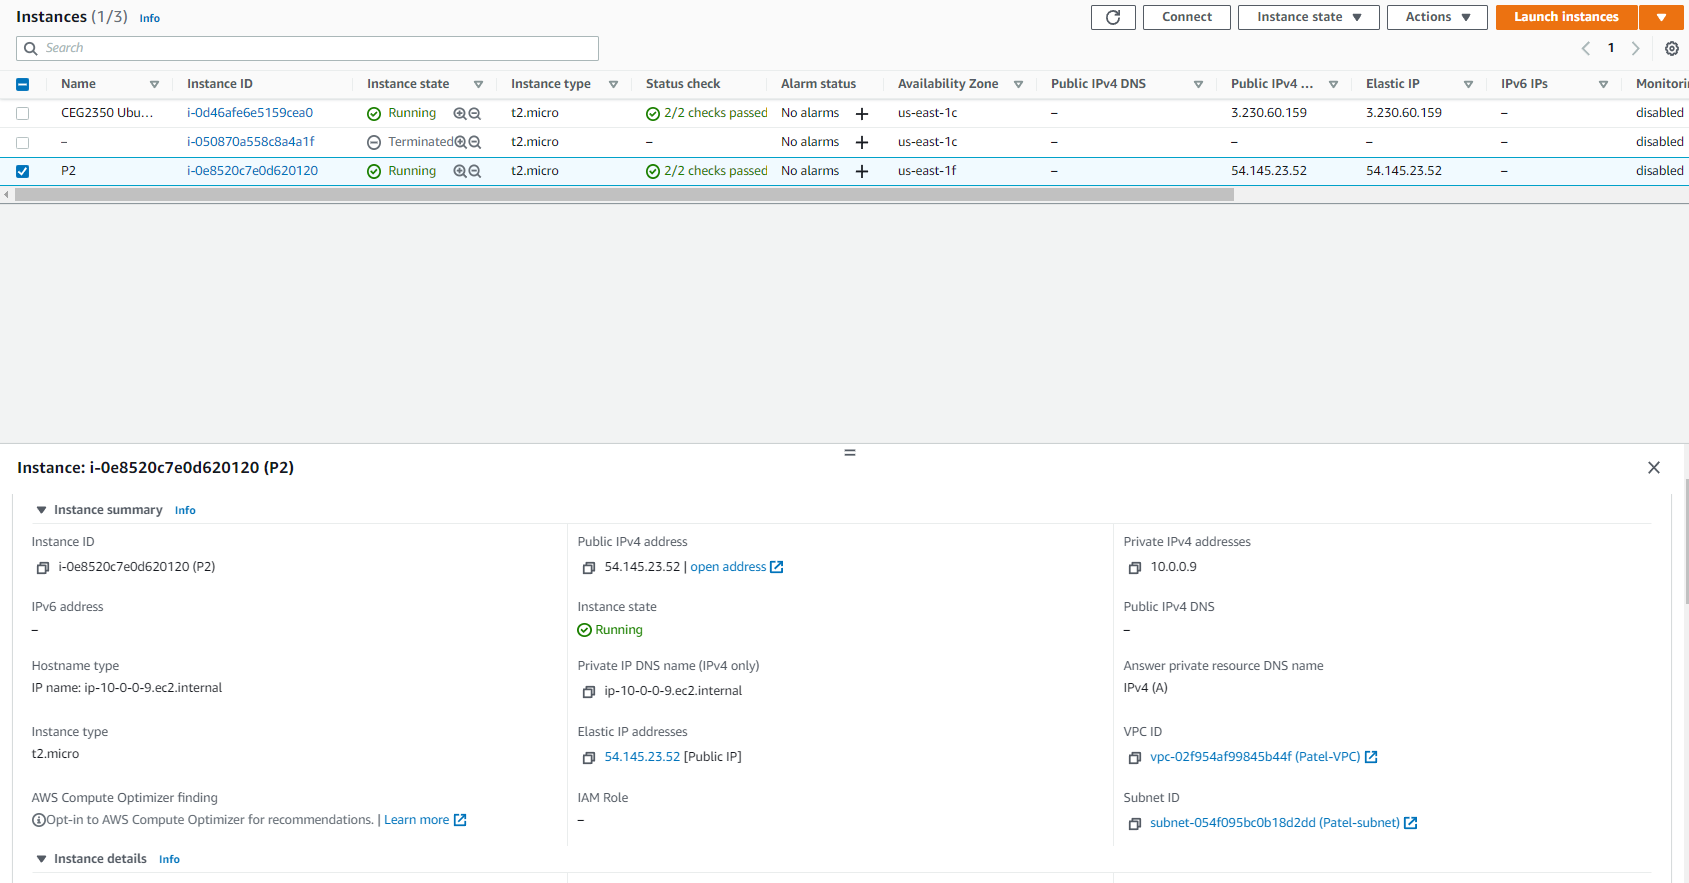 Instances (1/3) Info Connect Instance state Actions Launch instances
Search 1
Name Instance ID Instance state Instance type Status check Alarm status Availability Zone Public IPv4 DNS Public IPv4 ... Elastic IP IPv6 IPs Monitorin
CEG2350 Ubu... i-0d46afe6e5159cea0 Running t2.micro 2/2 checks passed No alarms + us-east-1c – 3.230.60.159 3.230.60.159 – disabled
– i-050870a558c8a4a1f Terminated t2.micro – No alarms + us-east-1c – – – – disabled
P2 i-0e8520c7e0d620120 Running t2.micro 2/2 checks passed No alarms + us-east-1f – 54.145.23.52 54.145.23.52 – disabled
Instance: i-0e8520c7e0d620120 (P2)
Instance summary Info
Instance ID Public IPv4 address Private IPv4 addresses
i-0e8520c7e0d620120 (P2) 54.145.23.52 | open address 10.0.0.9
IPv6 address Instance state Public IPv4 DNS
– Running –
Hostname type Private IP DNS name (IPv4 only) Answer private resource DNS name
IP name: ip-10-0-0-9.ec2.internal ip-10-0-0-9.ec2.internal IPv4 (A)
Instance type Elastic IP addresses VPC ID
t2.micro 54.145.23.52 [Public IP] vpc-02f954af99845b44f (Patel-VPC)
AWS Compute Optimizer finding IAM Role Subnet ID
Opt-in to AWS Compute Optimizer for recommendations. | Learn more – subnet-054f095bc0b18d2dd (Patel-subnet)
Instance details Info